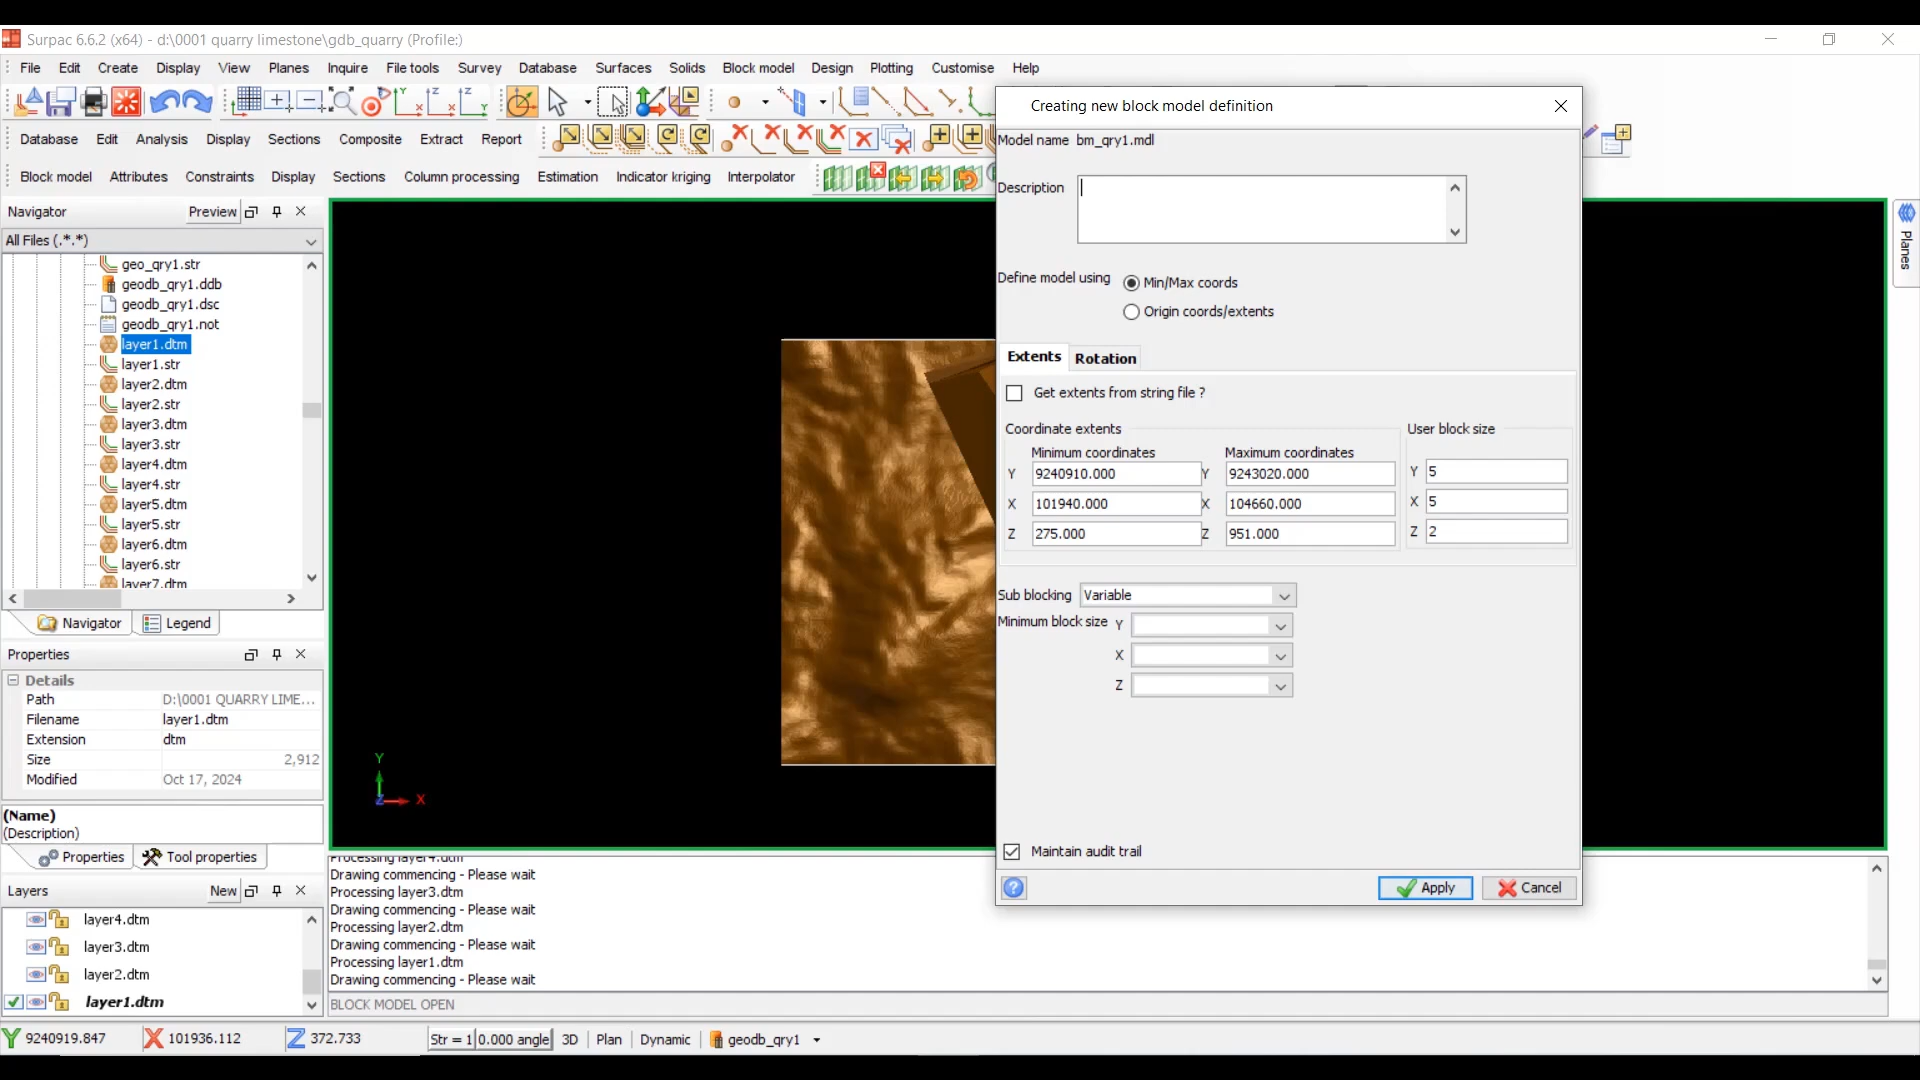 Surpac 6.6.2 (x64) - d:\0001 quarry limestone\gdb_quarry (Profile:)
File Edit Create Display View Planes Inquire File tools Survey Database Surfaces Solids Block model Design Plotting Customise Help
Database Edit Analysis Display Sections Composite Extract Report
Block model Attributes Constraints Display Sections Column processing Estimation Indicator kriging Interpolator
Navigator Preview
All Files (.*.*)
geo_qry1.str
geodb_qry1.ddb
geodb_qry1.dsc
geodb_qry1.not
layer1.dtm
layer1.str
layer2.dtm
layer2.str
layer3.dtm
layer3.str
layer4.dtm
layer4.str
layer5.dtm
layer5.str
layer6.dtm
layer6.str
layer7.dtm
Navigator Legend
Properties
Details
Path D:\0001 QUARRY LIME...
Filename layer1.dtm
Extension dtm
Size 2,912
Modified Oct 17, 2024
(Name)
(Description)
Properties Tool properties
Layers New
layer4.dtm
layer3.dtm
layer2.dtm
layer1.dtm
Y
Z X
Planes
Creating new block model definition
Model name bm_qry1.mdl
Description
Define model using Min/Max coords
Origin coords/extents
Extents Rotation
Get extents from string file ?
Coordinate extents User block size
Minimum coordinates Maximum coordinates
Y 9240910.000 Y 9243020.000 Y 5
X 101940.000 X 104660.000 X 5
Z 275.000 Z 951.000 Z 2
Sub blocking Variable
Minimum block size Y
X
Z
Maintain audit trail
Apply Cancel
Processing layer4.dtm
Drawing commencing - Please wait
Processing layer3.dtm
Drawing commencing - Please wait
Processing layer2.dtm
Drawing commencing - Please wait
Processing layer1.dtm
Drawing commencing - Please wait
BLOCK MODEL OPEN
Y 9240919.847 X 101936.112 Z 372.733 Str = 1 0.000 angle 3D Plan Dynamic geodb_qry1